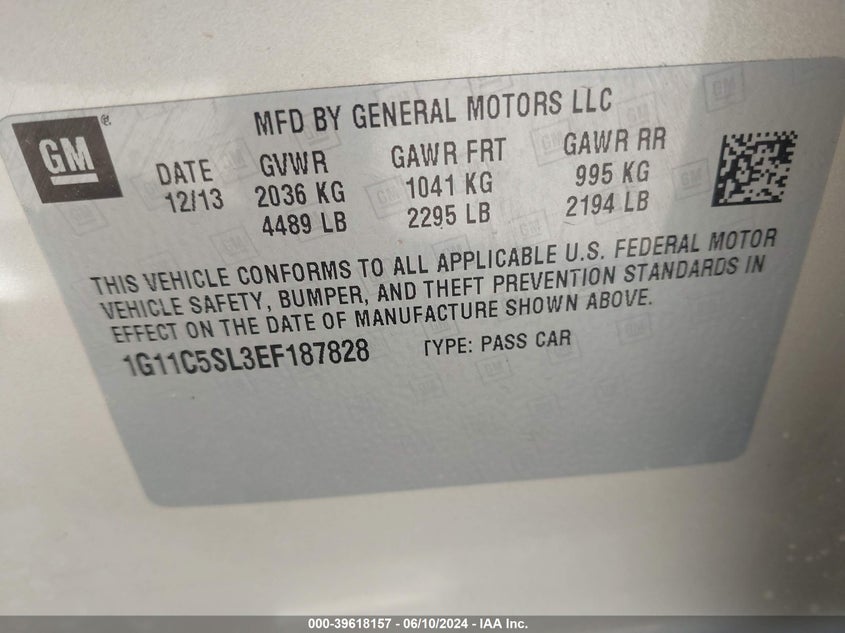 GM
MFD BY GENERAL MOTORS LLC
DATE GVWR GAWR FRT GAWR RR
12/13 2036 KG 1041 KG 995 KG
4489 LB 2295 LB 2194 LB
THIS VEHICLE CONFORMS TO ALL APPLICABLE U.S. FEDERAL MOTOR
VEHICLE SAFETY, BUMPER, AND THEFT PREVENTION STANDARDS IN
EFFECT ON THE DATE OF MANUFACTURE SHOWN ABOVE.
1G11C5SL3EF187828 TYPE: PASS CAR
000-39618157 - 06/10/2024 - IAA Inc.